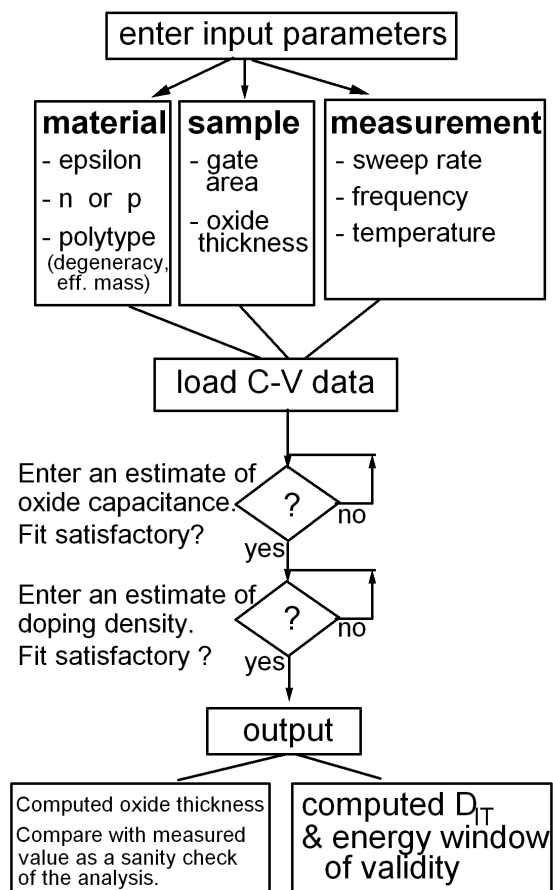 enter input parameters
material
- epsilon
- n or p
- polytype
(degeneracy,
eff. mass)
sample
- gate
area
- oxide
thickness
measurement
- sweep rate
- frequency
- temperature
load C-V data
Enter an estimate of
oxide capacitance.
Fit satisfactory?
?
no
yes
Enter an estimate of
doping density.
Fit satisfactory ?
?
no
yes
output
Computed oxide thickness
Compare with measured
value as a sanity check
of the analysis.
computed DIT
& energy window
of validity